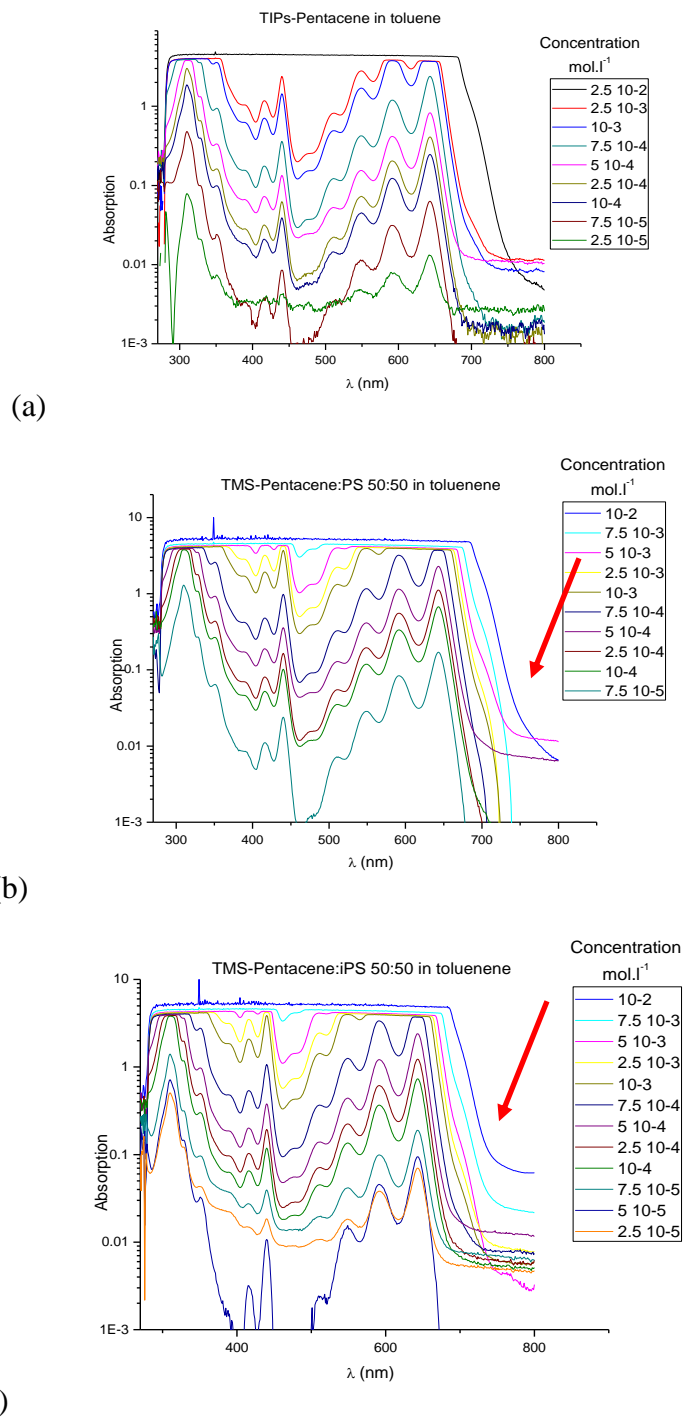 TIPs-Pentacene in toluene
Concentration
mol.l-1
2.5 10-2
2.5 10-3
10-3
7.5 10-4
5 10-4
2.5 10-4
10-4
7.5 10-5
2.5 10-5
Absorption
1
0.1
0.01
1E-3
300 400 500 600 700 800
λ (nm)
(a)
TMS-Pentacene:PS 50:50 in toluenene
Concentration
mol.l-1
10-2
7.5 10-3
5 10-3
2.5 10-3
10-3
7.5 10-4
5 10-4
2.5 10-4
10-4
7.5 10-5
Absorption
10
1
0.1
0.01
1E-3
300 400 500 600 700 800
λ (nm)
b)
TMS-Pentacene:iPS 50:50 in toluenene
Concentration
mol.l-1
10-2
7.5 10-3
5 10-3
2.5 10-3
10-3
7.5 10-4
5 10-4
2.5 10-4
10-4
7.5 10-5
5 10-5
2.5 10-5
Absorption
10
1
0.1
0.01
1E-3
400 600 800
λ (nm)
)